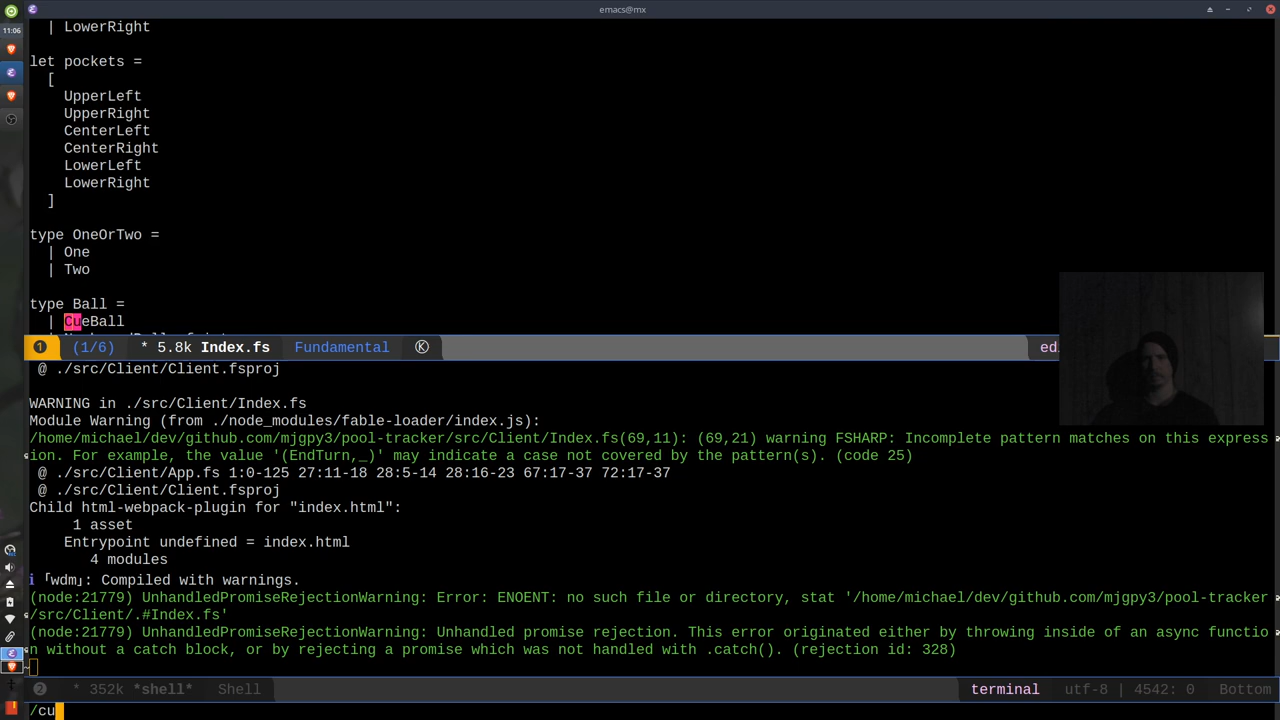 emacs@mx
11:06
| LowerRight
let pockets =
[
UpperLeft
UpperRight
CenterLeft
CenterRight
LowerLeft
LowerRight
]
type OneOrTwo =
| One
| Two
type Ball =
| CueBall
1 (1/6) * 5.8k Index.fs Fundamental K
@ ./src/Client/Client.fsproj
WARNING in ./src/Client/Index.fs
Module Warning (from ./node_modules/fable-loader/index.js):
/home/michael/dev/github.com/mjgpy3/pool-tracker/src/Client/Index.fs(69,11): (69,21) warning FSHARP: Incomplete pattern matches on this express
ion. For example, the value '(EndTurn,_)' may indicate a case not covered by the pattern(s). (code 25)
@ ./src/Client/App.fs 1:0-125 27:11-18 28:5-14 28:16-23 67:17-37 72:17-37
@ ./src/Client/Client.fsproj
Child html-webpack-plugin for "index.html":
1 asset
Entrypoint undefined = index.html
4 modules
i ｢wdm｣: Compiled with warnings.
(node:21779) UnhandledPromiseRejectionWarning: Error: ENOENT: no such file or directory, stat '/home/michael/dev/github.com/mjgpy3/pool-tracker
/src/Client/.#Index.fs'
(node:21779) UnhandledPromiseRejectionWarning: Unhandled promise rejection. This error originated either by throwing inside of an async functio
n without a catch block, or by rejecting a promise which was not handled with .catch(). (rejection id: 328)
2 * 352k *shell* Shell terminal utf-8 | 4542: 0 Bottom
/cu